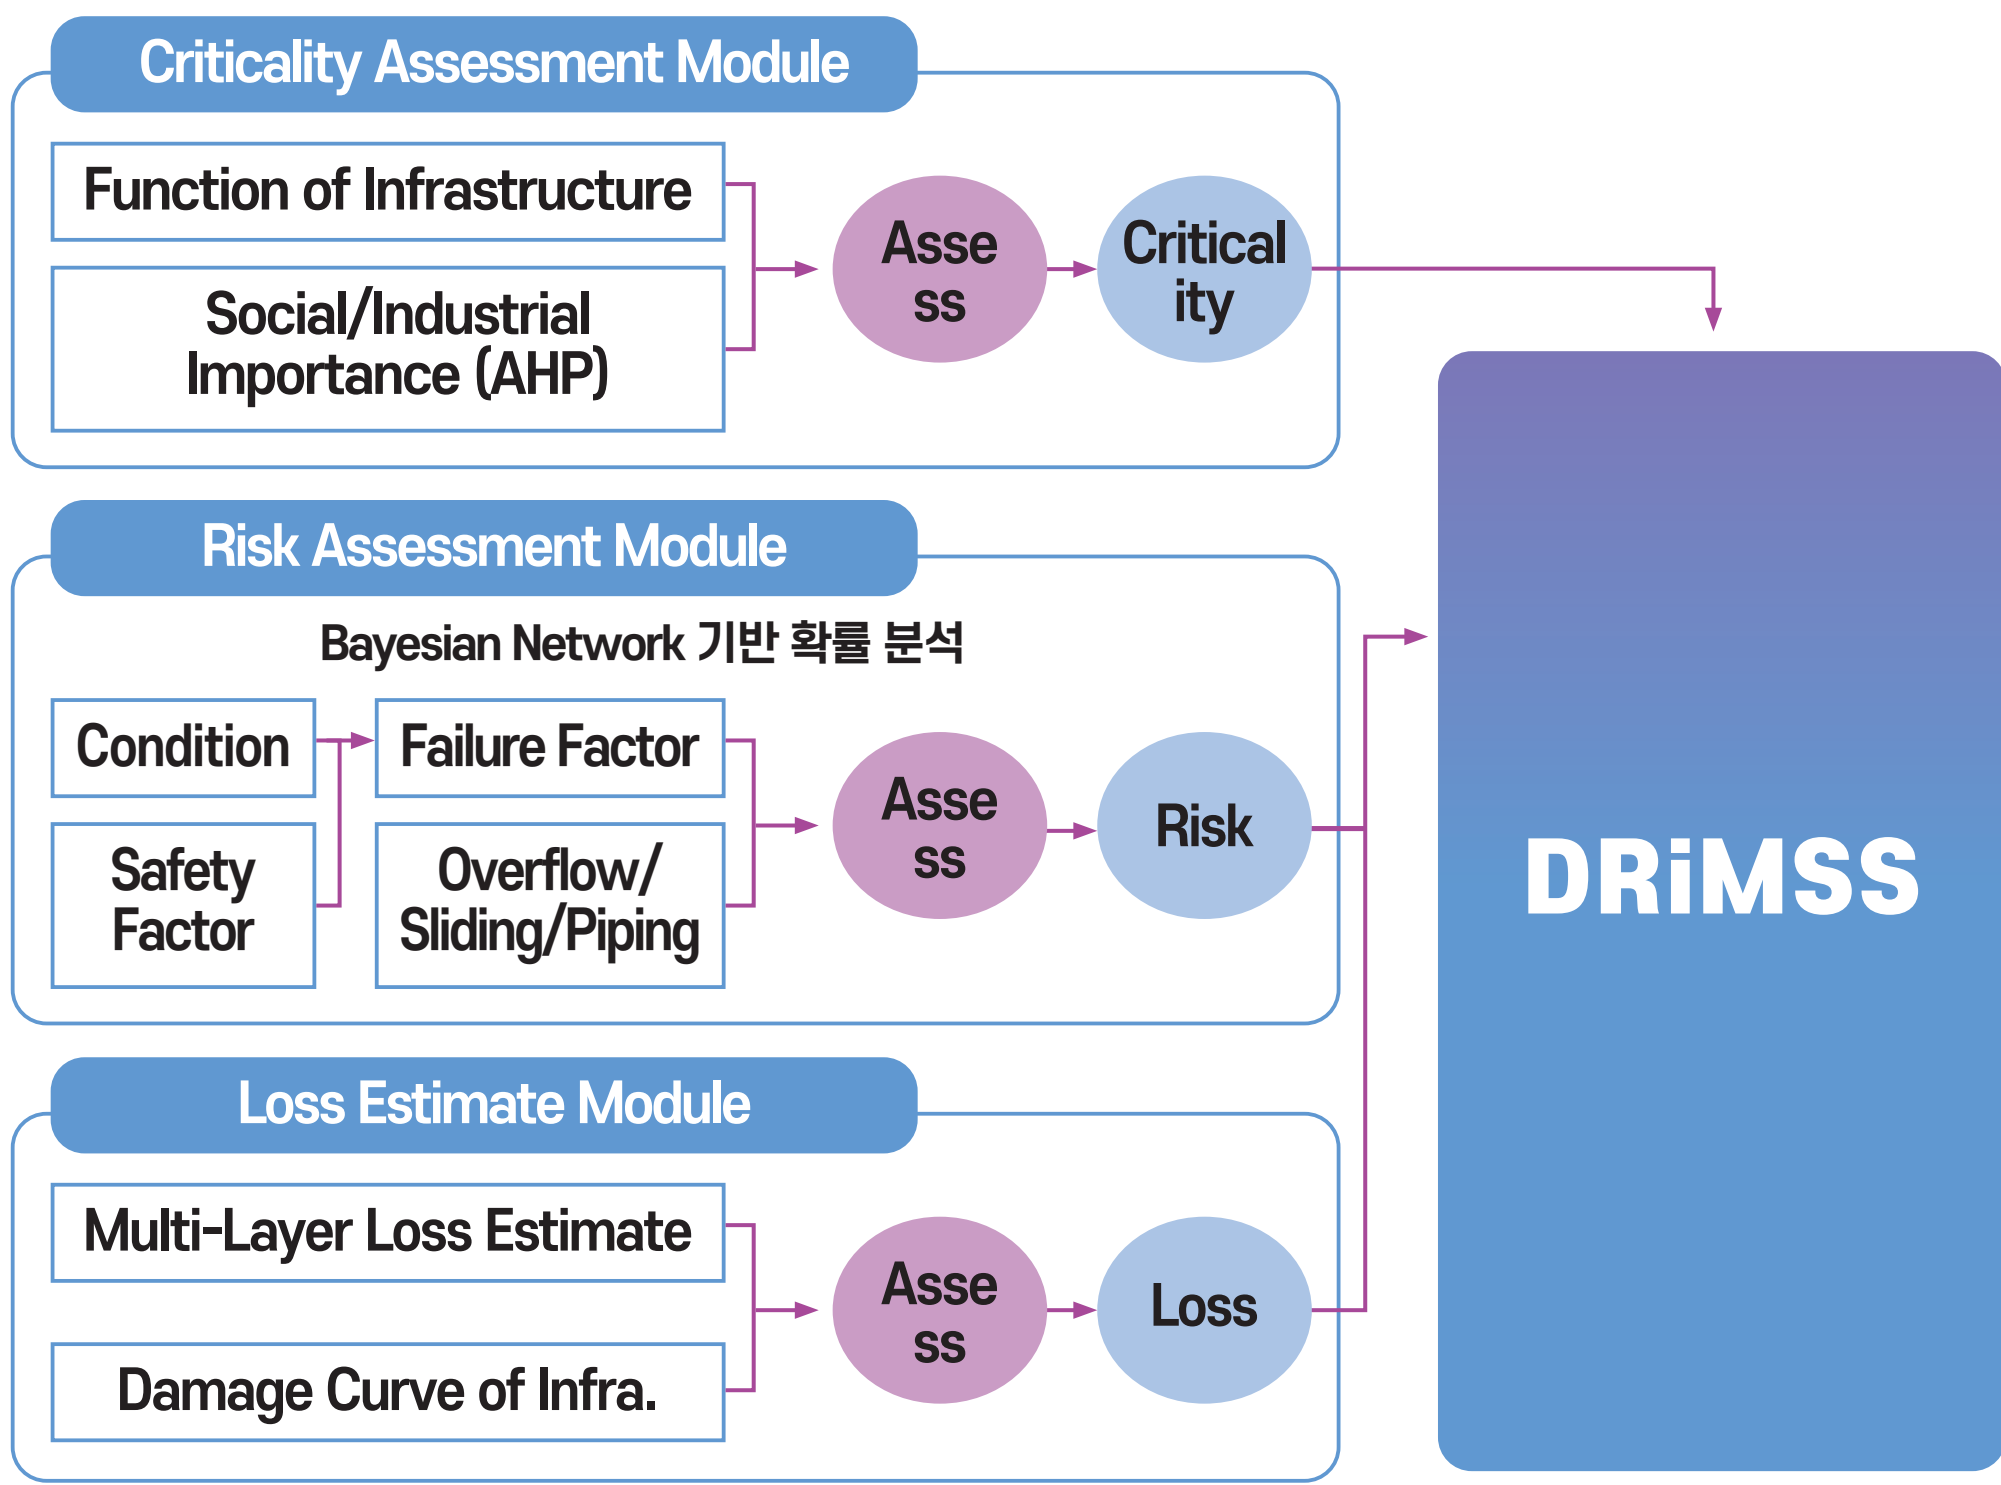 Criticality Assessment Module
Function of Infrastructure
Social/Industrial
Importance (AHP)
Asse
ss
Critical
ity
Risk Assessment Module
Bayesian Network 기반 확률 분석
Condition
Failure Factor
Safety
Factor
Overflow/
Sliding/Piping
Asse
ss
Risk
Loss Estimate Module
Multi-Layer Loss Estimate
Damage Curve of Infra.
Asse
ss
Loss
DRiMSS